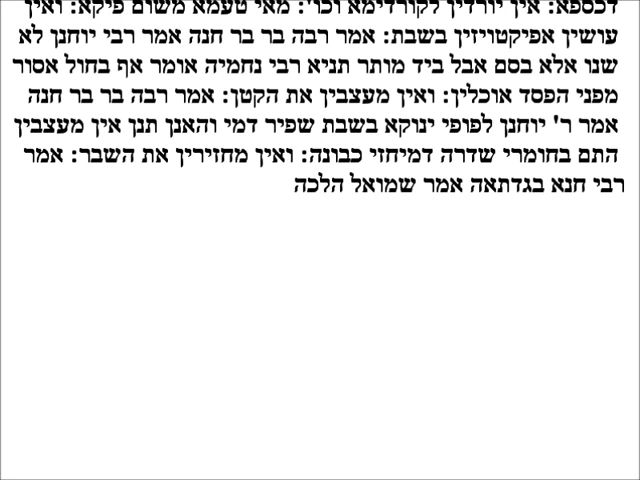 דכספא: אין יורדין לקורדימא וכו': מאי טעמא משום פיקא: ואין
עושין אפיקטויזין בשבת: אמר רבה בר בר חנה אמר רבי יוחנן לא
שנו אלא בסם אבל ביד מותר תניא רבי נחמיה אומר אף בחול אסור
מפני הפסד אוכלין: ואין מעצבין את הקטן: אמר רבה בר בר חנה
אמר ר' יוחנן לפופי ינוקא בשבת שפיר דמי והאנן תנן אין מעצבין
התם בחומרי שדרה דמיחזי כבונה: ואין מחזירין את השבר: אמר
רבי חנא בגדתאה אמר שמואל הלכה